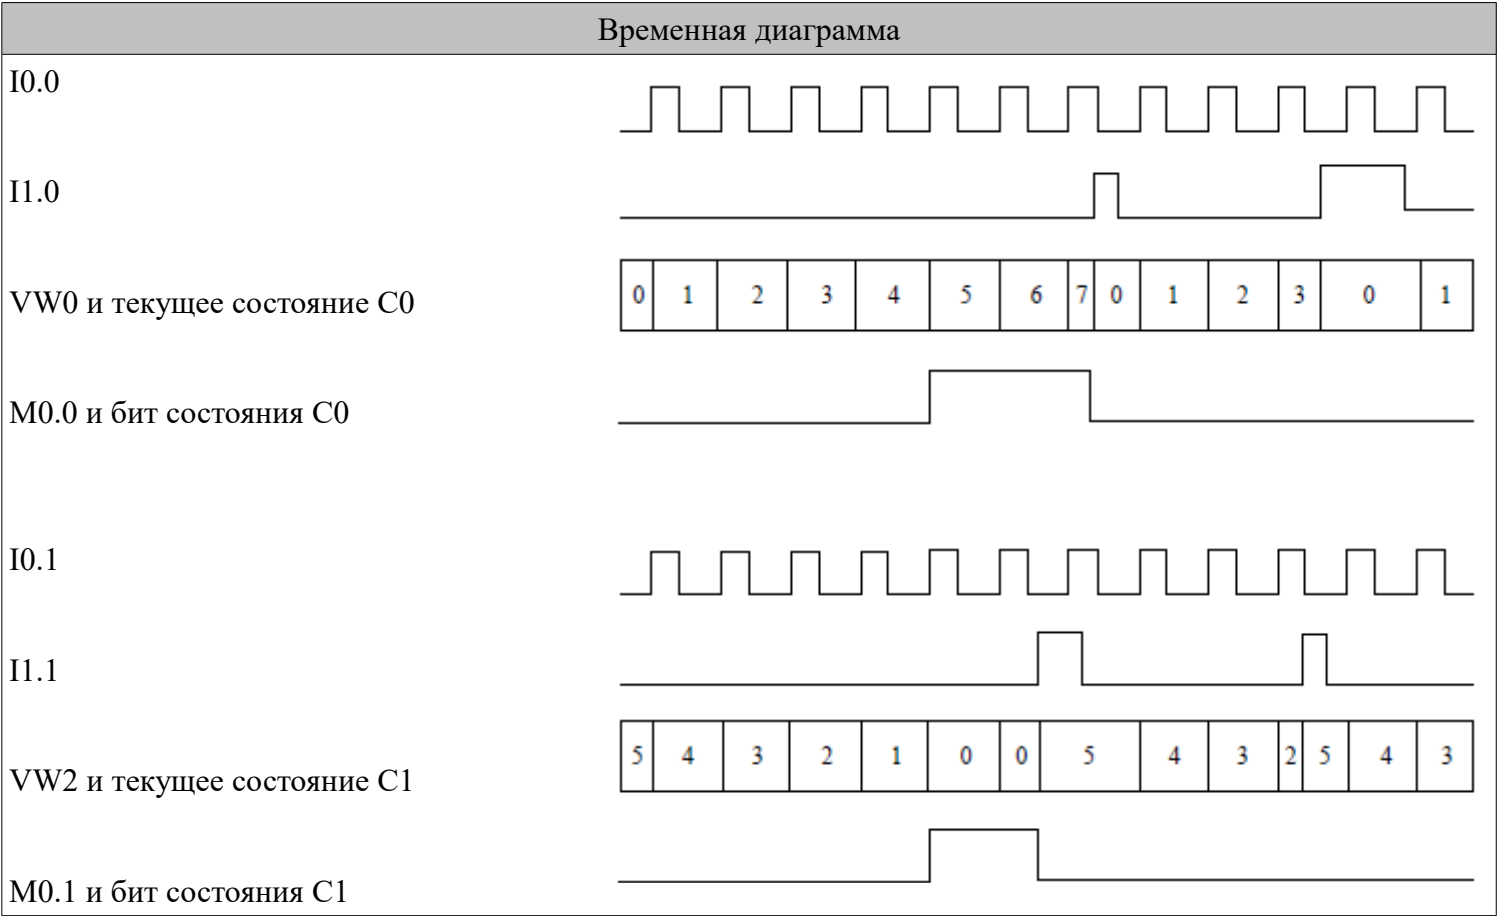 Временная диаграмма
I0.0
I1.0
VW0 и текущее состояние C0
0 1 2 3 4 5 6 7 0 1 2 3 0 1
M0.0 и бит состояния C0
I0.1
I1.1
VW2 и текущее состояние C1
5 4 3 2 1 0 0 5 4 3 2 5 4 3
M0.1 и бит состояния C1